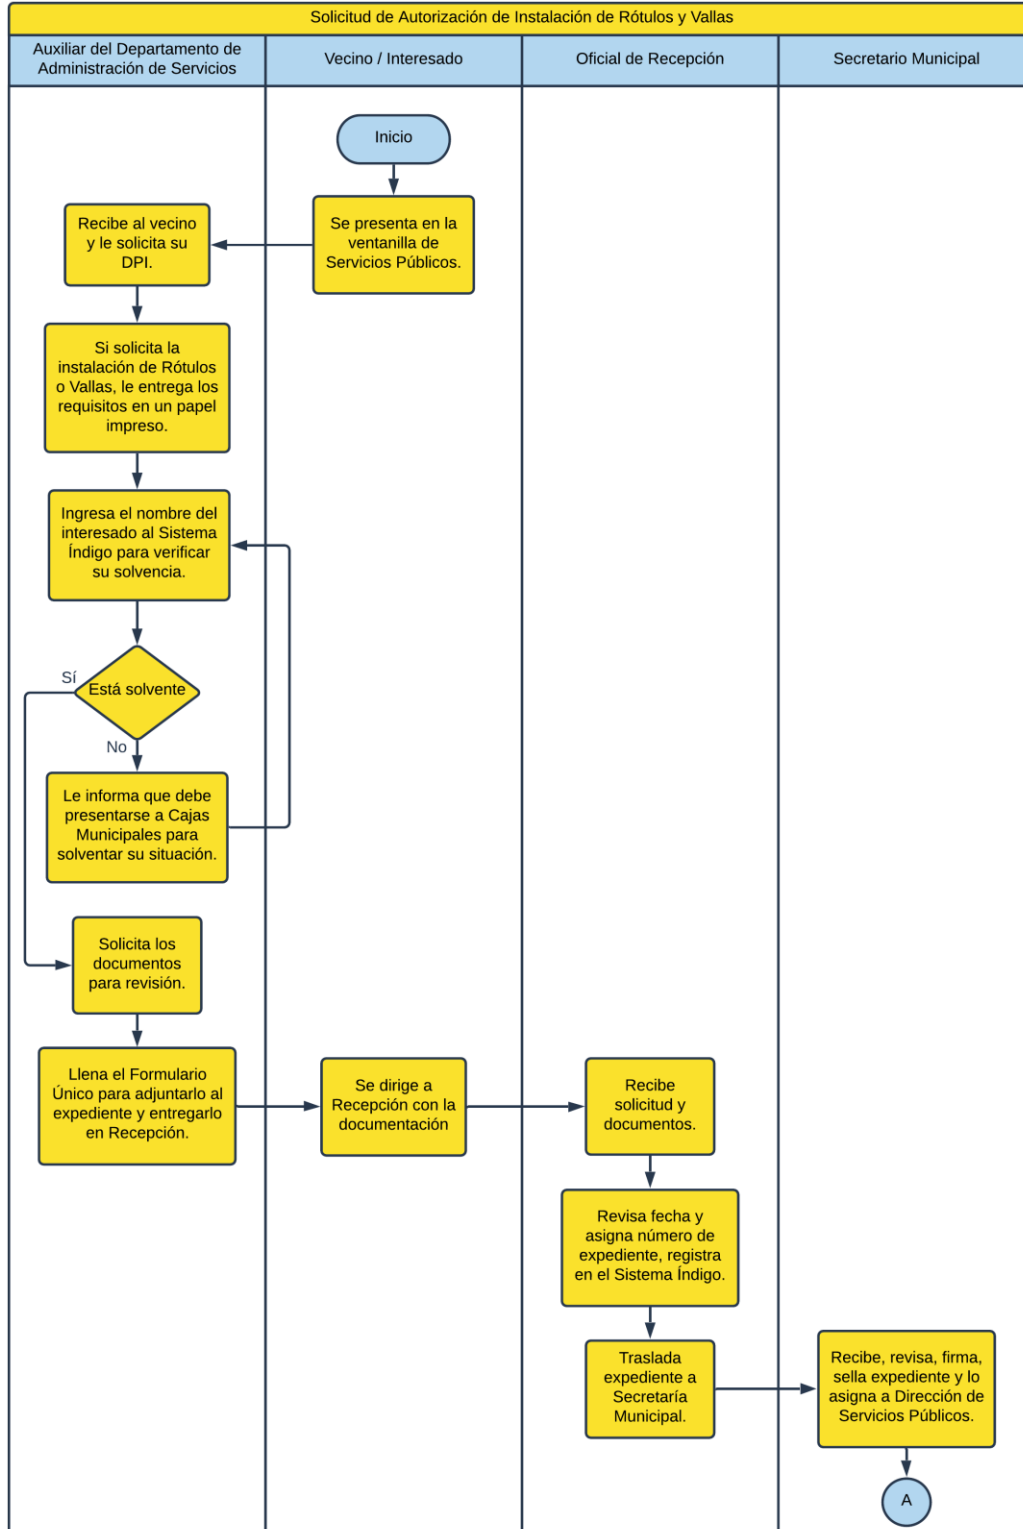 Solicitud de Autorización de Instalación de Rótulos y Vallas
Auxiliar del Departamento de
Administración de Servicios
Vecino / Interesado
Oficial de Recepción
Secretario Municipal
Inicio
Se presenta en la
ventanilla de
Servicios Públicos.
Recibe al vecino
y le solicita su
DPI.
Si solicita la
instalación de Rótulos
o Vallas, le entrega los
requisitos en un papel
impreso.
Ingresa el nombre del
interesado al Sistema
Índigo para verificar
su solvencia.
Está solvente
Sí
No
Le informa que debe
presentarse a Cajas
Municipales para
solventar su situación.
Solicita los
documentos
para revisión.
Llena el Formulario
Único para adjuntarlo al
expediente y entregarlo
en Recepción.
Se dirige a
Recepción con la
documentación
Recibe
solicitud y
documentos.
Revisa fecha y
asigna número de
expediente, registra
en el Sistema Índigo.
Traslada
expediente a
Secretaría
Municipal.
Recibe, revisa, firma,
sella expediente y lo
asigna a Dirección de
Servicios Públicos.
A